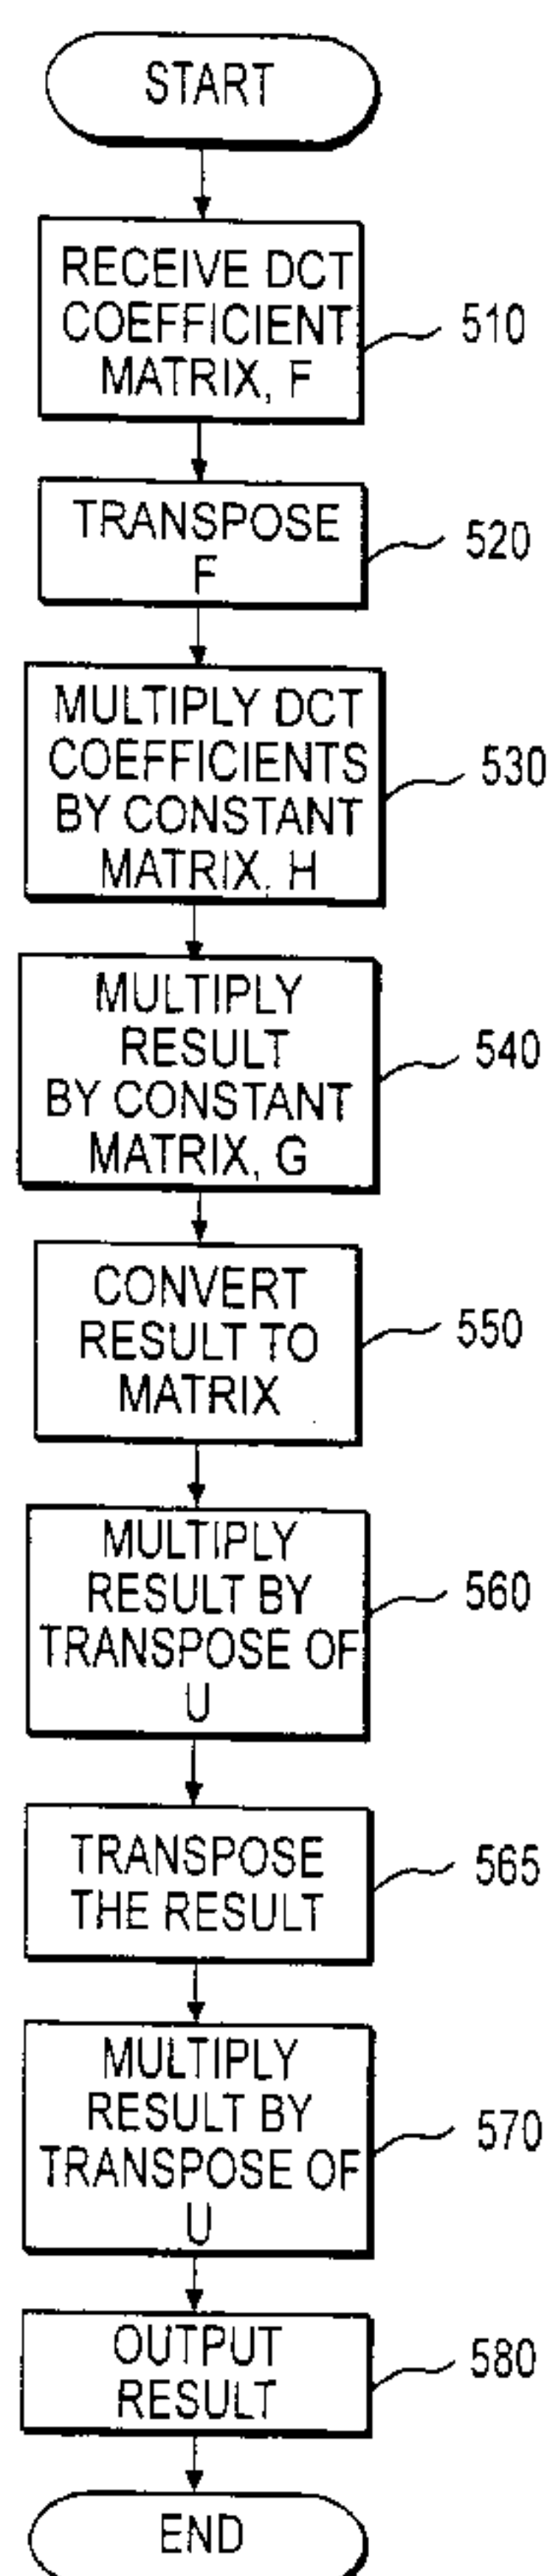 START
RECEIVE DCT
COEFFICIENT
MATRIX, F
510
TRANSPOSE
F
520
MULTIPLY DCT
COEFFICIENTS
BY CONSTANT
MATRIX, H
530
MULTIPLY
RESULT
BY CONSTANT
MATRIX, G
540
CONVERT
RESULT TO
MATRIX
550
MULTIPLY
RESULT BY
TRANSPOSE OF
U
560
TRANSPOSE
THE RESULT
565
MULTIPLY
RESULT BY
TRANSPOSE OF
U
570
OUTPUT
RESULT
580
END